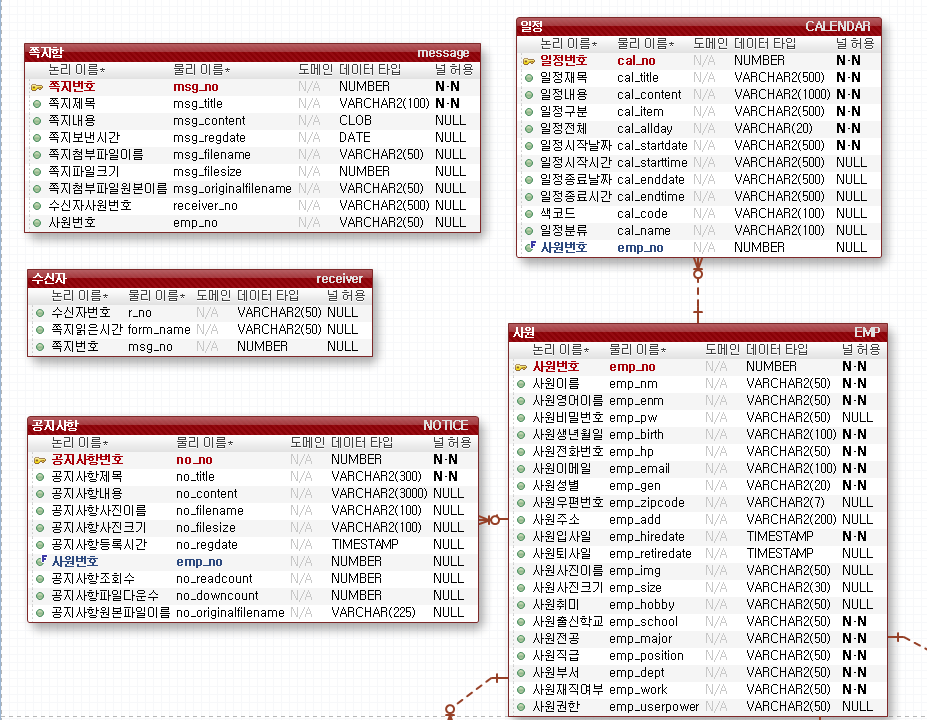 쪽지함 message
논리 이름* 물리 이름* 도메인 데이터 타입 널 허용
쪽지번호 msg_no N/A NUMBER N·N
쪽지제목 msg_title N/A VARCHAR2(100) N·N
쪽지내용 msg_content N/A CLOB NULL
쪽지보낸시간 msg_regdate N/A DATE NULL
쪽지첨부파일이름 msg_filename N/A VARCHAR2(50) NULL
쪽지파일크기 msg_filesize N/A NUMBER NULL
쪽지첨부파일원본이름 msg_originalfilename N/A VARCHAR2(50) NULL
수신자사원번호 receiver_no N/A VARCHAR2(500) NULL
사원번호 emp_no N/A VARCHAR2(50) NULL
일정 CALENDAR
논리 이름* 물리 이름* 도메인 데이터 타입 널 허용
일정번호 cal_no N/A NUMBER N·N
일정재목 cal_title N/A VARCHAR2(500) N·N
일정내용 cal_content N/A VARCHAR2(1000) N·N
일정구분 cal_item N/A VARCHAR2(500) N·N
일정전체 cal_allday N/A VARCHAR(20) N·N
일정시작날짜 cal_startdate N/A VARCHAR2(500) N·N
일정시작시간 cal_starttime N/A VARCHAR2(500) NULL
일정종료날짜 cal_enddate N/A VARCHAR2(500) NULL
일정종료시간 cal_endtime N/A VARCHAR2(500) NULL
색코드 cal_code N/A VARCHAR2(100) NULL
일정분류 cal_name N/A VARCHAR2(100) NULL
사원번호 emp_no N/A NUMBER NULL
수신자 receiver
논리 이름* 물리 이름* 도메인 데이터 타입 널 허용
수신자번호 r_no N/A VARCHAR2(50) NULL
쪽지읽은시간 form_name N/A VARCHAR2(50) NULL
쪽지번호 msg_no N/A NUMBER NULL
공지사항 NOTICE
논리 이름* 물리 이름* 도메인 데이터 타입 널 허용
공지사항번호 no_no N/A NUMBER N·N
공지사항제목 no_title N/A VARCHAR2(300) N·N
공지사항내용 no_content N/A VARCHAR2(3000) NULL
공지사항사진이름 no_filename N/A VARCHAR2(100) NULL
공지사항사진크기 no_filesize N/A VARCHAR2(100) NULL
공지사항등록시간 no_regdate N/A TIMESTAMP NULL
사원번호 emp_no N/A NUMBER NULL
공지사항조회수 no_readcount N/A NUMBER NULL
공지사항파일다운수 no_downcount N/A NUMBER NULL
공지사항원본파일이름 no_originalfilename N/A VARCHAR(225) NULL
사원 EMP
논리 이름* 물리 이름* 도메인 데이터 타입 널 허용
사원번호 emp_no N/A NUMBER N·N
사원이름 emp_nm N/A VARCHAR2(50) N·N
사원영어이름 emp_enm N/A VARCHAR2(50) N·N
사원비밀번호 emp_pw N/A VARCHAR2(50) NULL
사원생년월일 emp_birth N/A VARCHAR2(100) N·N
사원전화번호 emp_hp N/A VARCHAR2(50) N·N
사원이메일 emp_email N/A VARCHAR2(100) N·N
사원성별 emp_gen N/A VARCHAR2(20) N·N
사원우편번호 emp_zipcode N/A VARCHAR2(7) NULL
사원주소 emp_add N/A VARCHAR2(200) NULL
사원입사일 emp_hiredate N/A TIMESTAMP N·N
사원퇴사일 emp_retiredate N/A TIMESTAMP NULL
사원사진이름 emp_img N/A VARCHAR2(50) NULL
사원사진크기 emp_size N/A VARCHAR2(30) NULL
사원취미 emp_hobby N/A VARCHAR2(50) NULL
사원출신학교 emp_school N/A VARCHAR2(50) N·N
사원전공 emp_major N/A VARCHAR2(50) N·N
사원직급 emp_position N/A VARCHAR2(50) N·N
사원부서 emp_dept N/A VARCHAR2(50) N·N
사원재직여부 emp_work N/A VARCHAR2(50) N·N
사원권한 emp_userpower N/A VARCHAR2(50) NULL